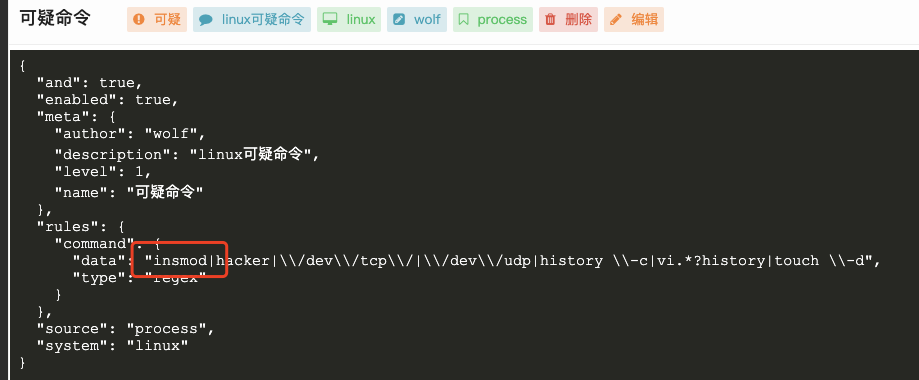 可疑命令 可疑 linux可疑命令 linux wolf process 删除 编辑
{
  "and": true,
  "enabled": true,
  "meta": {
    "author": "wolf",
    "description": "linux可疑命令",
    "level": 1,
    "name": "可疑命令"
  },
  "rules": {
    "command": {
      "data": "insmod|hacker|\\/dev\\/tcp\\/|\\/dev\\/udp|history \\-c|vi.*?history|touch \\-d",
      "type": "regex"
    }
  },
  "source": "process",
  "system": "linux"
}